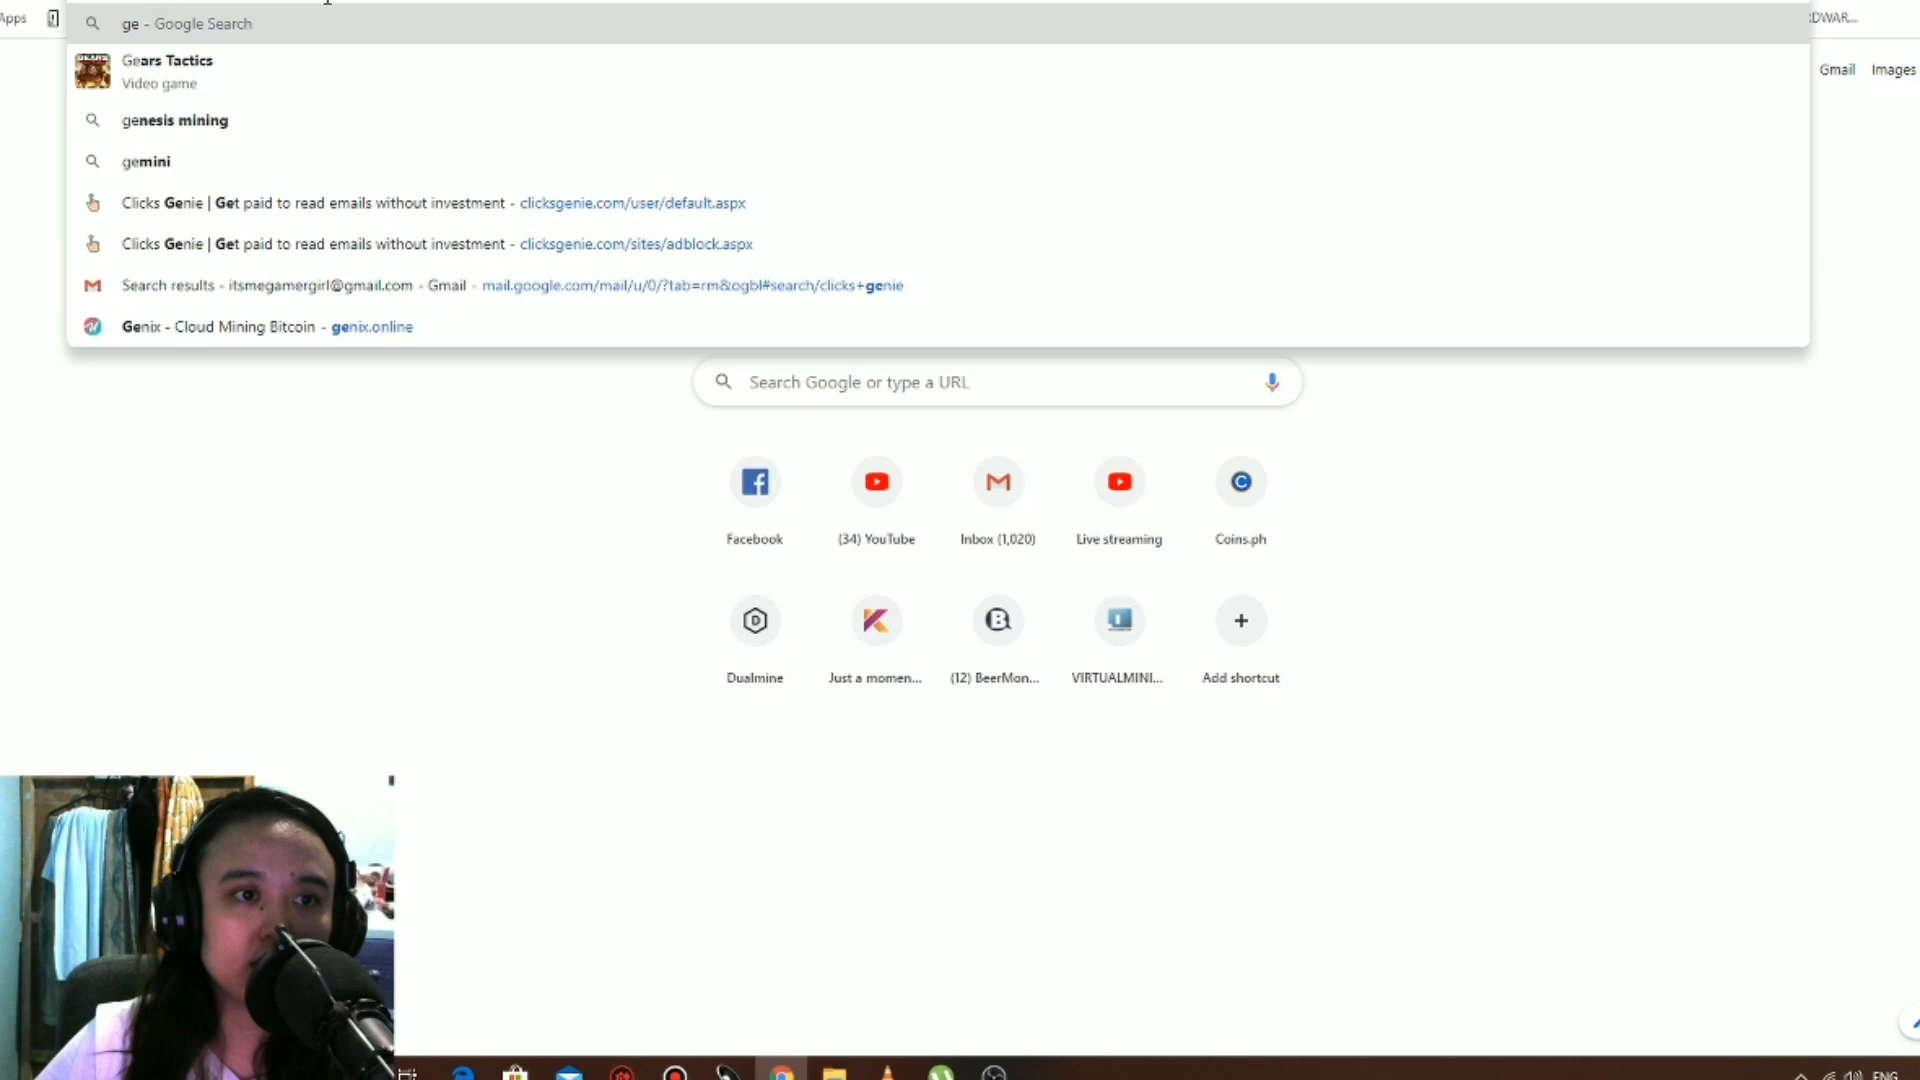 Apps
ge - Google Search
RDWAR...
Gears Tactics
Video game
Gmail Images
genesis mining
gemini
Clicks Genie | Get paid to read emails without investment - clicksgenie.com/user/default.aspx
Clicks Genie | Get paid to read emails without investment - clicksgenie.com/sites/adblock.aspx
Search results - itsmegamergirl@gmail.com - Gmail - mail.google.com/mail/u/0/?tab=rm&ogbl#search/clicks+genie
Genix - Cloud Mining Bitcoin - genix.online
Search Google or type a URL
Facebook
(34) YouTube
Inbox (1,020)
Live streaming
Coins.ph
Dualmine
Just a momen...
(12) BeerMon...
VIRTUALMINI...
Add shortcut
ENG